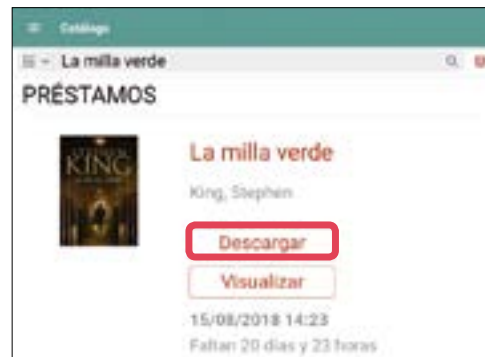 Catálogo
La milla verde
PRÉSTAMOS
KING
La milla verde
King, Stephen
Descargar
Visualizar
15/08/2018 14:23
Faltan 20 días y 23 horas